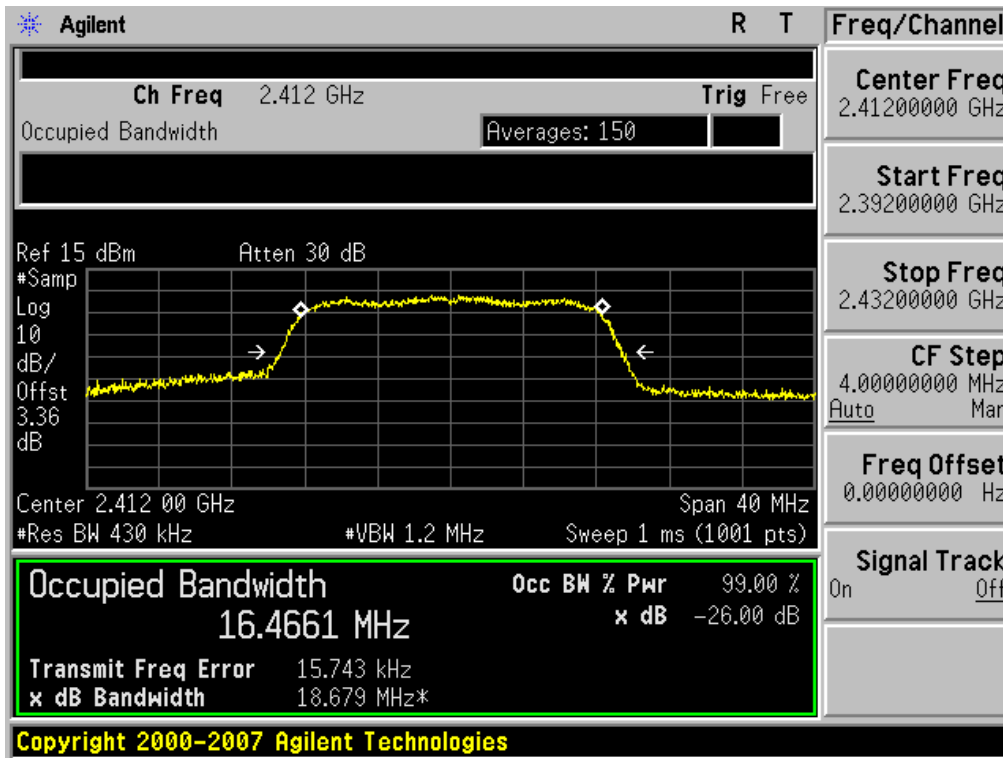 Agilent R T
Freq/Channel
Ch Freq 2.412 GHz Trig Free
Occupied Bandwidth Averages: 150
Center Freq
2.41200000 GHz
Start Freq
2.39200000 GHz
Stop Freq
2.43200000 GHz
CF Step
4.00000000 MHz
Auto Man
Freq Offset
0.00000000 Hz
Signal Track
On Off
Ref 15 dBm Atten 30 dB
#Samp
Log
10
dB/
Offst
3.36
dB
Center 2.412 00 GHz Span 40 MHz
#Res BW 430 kHz #VBW 1.2 MHz Sweep 1 ms (1001 pts)
Occupied Bandwidth Occ BW % Pwr 99.00 %
16.4661 MHz x dB -26.00 dB
Transmit Freq Error 15.743 kHz
x dB Bandwidth 18.679 MHz*
Copyright 2000-2007 Agilent Technologies